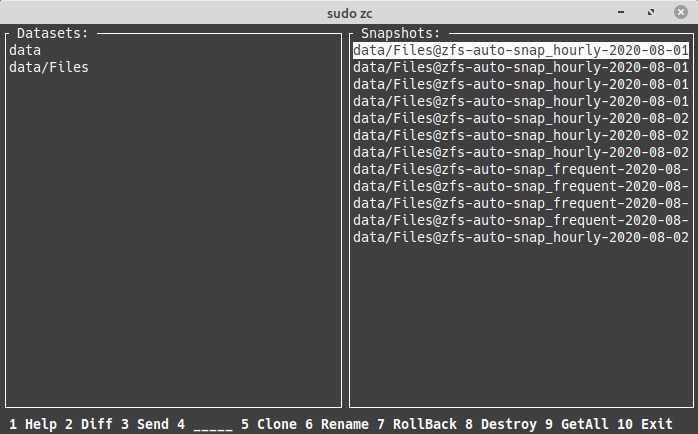 sudo zc
Datasets:
data
data/Files
Snapshots:
data/Files@zfs-auto-snap_hourly-2020-08-01
data/Files@zfs-auto-snap_hourly-2020-08-01
data/Files@zfs-auto-snap_hourly-2020-08-01
data/Files@zfs-auto-snap_hourly-2020-08-01
data/Files@zfs-auto-snap_hourly-2020-08-02
data/Files@zfs-auto-snap_hourly-2020-08-02
data/Files@zfs-auto-snap_hourly-2020-08-02
data/Files@zfs-auto-snap_frequent-2020-08-
data/Files@zfs-auto-snap_frequent-2020-08-
data/Files@zfs-auto-snap_frequent-2020-08-
data/Files@zfs-auto-snap_frequent-2020-08-
data/Files@zfs-auto-snap_hourly-2020-08-02
1 Help 2 Diff 3 Send 4 _____ 5 Clone 6 Rename 7 RollBack 8 Destroy 9 GetAll 10 Exit